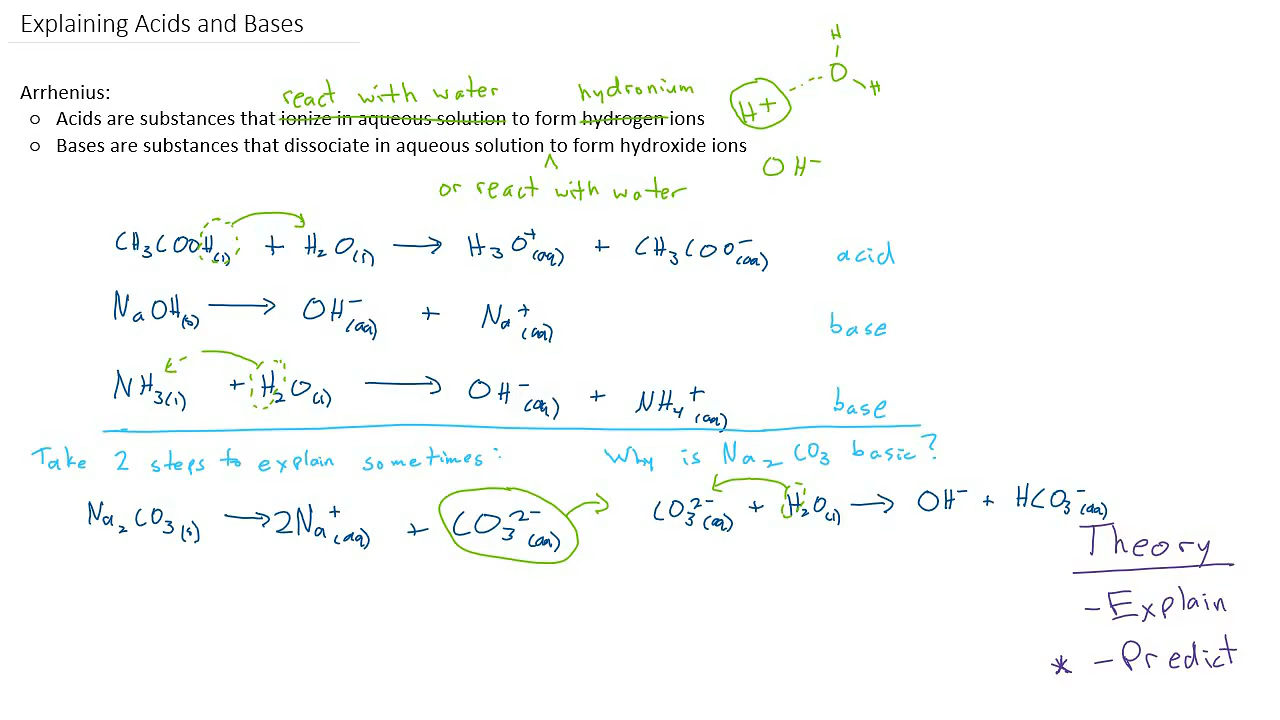 Explaining Acids and Bases
H
O
H
H+
Arrhenius:
react with water hydronium
o Acids are substances that ionize in aqueous solution to form hydrogen ions
o Bases are substances that dissociate in aqueous solution to form hydroxide ions
^ or react with water
OH⁻
CH₃COOH(l) + H₂O(l) → H₃O⁺(aq) + CH₃COO⁻(aq) acid
NaOH(s) → OH⁻(aq) + Na⁺(aq) base
NH₃(l) + H₂O(l) → OH⁻(aq) + NH₄⁺(aq) base
Take 2 steps to explain sometimes: Why is Na₂CO₃ basic?
Na₂CO₃(s) → 2Na⁺(aq) + CO₃²⁻(aq) → CO₃²⁻(aq) + H₂O(l) → OH⁻ + HCO₃⁻(aq)
Theory
- Explain
* - Predict